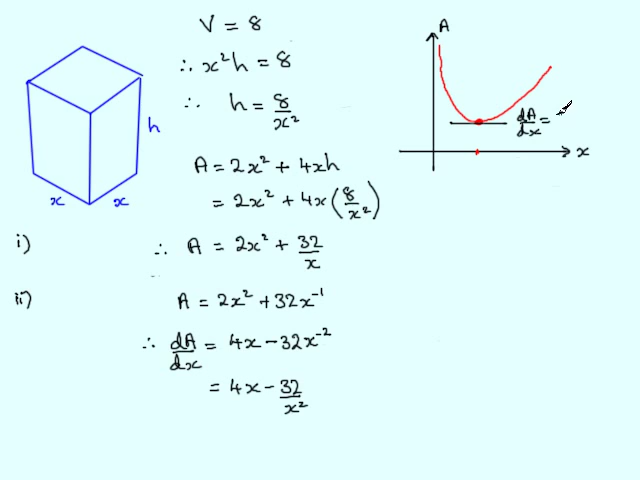 V = 8
∴ x²h = 8
∴ h = 8/x²
h
x x
A = 2x² + 4xh
= 2x² + 4x(8/x²)
i) ∴ A = 2x² + 32/x
ii) A = 2x² + 32x⁻¹
∴ dA/dx = 4x - 32x⁻²
= 4x - 32/x²
A
dA/dx =
x